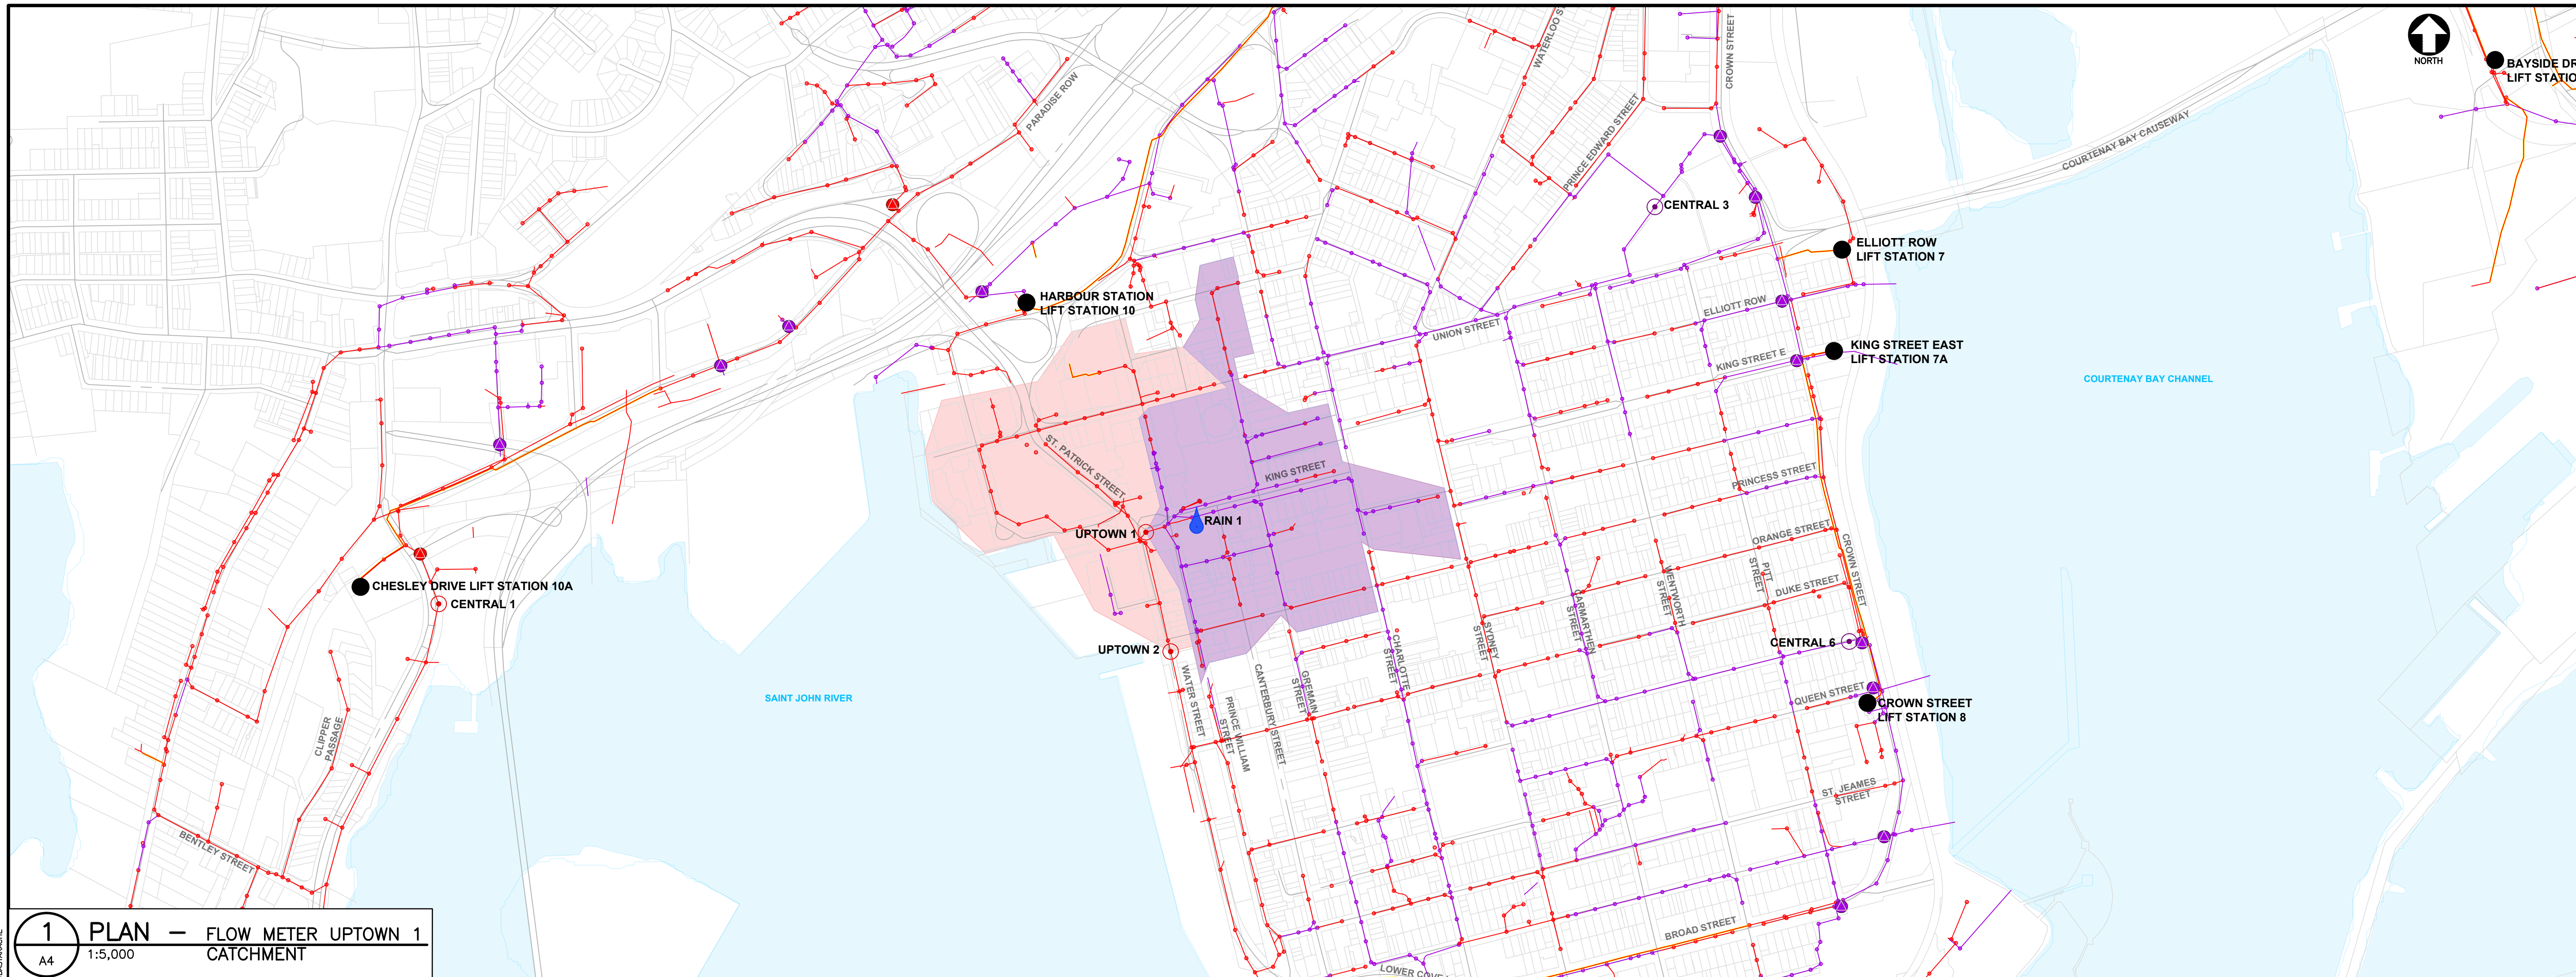 WATERLOO S
CROWN STREET
NORTH
BAYSIDE DR
LIFT STATIO
PARADISE ROW
PRINCE EDWARD STREET
COURTENAY BAY CAUSEWAY
CENTRAL 3
ELLIOTT ROW
LIFT STATION 7
HARBOUR STATION
LIFT STATION 10
ELLIOTT ROW
UNION STREET
KING STREET EAST
LIFT STATION 7A
KING STREET E
COURTENAY BAY CHANNEL
ST. PATRICK STREET
KING STREET
PRINCESS STREET
RAIN 1
UPTOWN 1
ORANGE STREET
CROWN STREET
PITT
STREET
WENTWORTH
STREET
DUKE STREET
CHESLEY DRIVE LIFT STATION 10A
CENTRAL 1
CARMARTHEN
STREET
SYDNEY
STREET
CHARLOTTE
STREET
CENTRAL 6
UPTOWN 2
WATER STREET
PRINCE WILLIAM
STREET
CANTERBURY STREET
GREMAIN
STREET
QUEEN STREET
CROWN STREET
LIFT STATION 8
SAINT JOHN RIVER
CLIPPER
PASSAGE
ST. JEAMES
STREET
BENTLEY STREET
BROAD STREET
LOWER COVE
1
A4
PLAN – FLOW METER UPTOWN 1
1:5,000 CATCHMENT